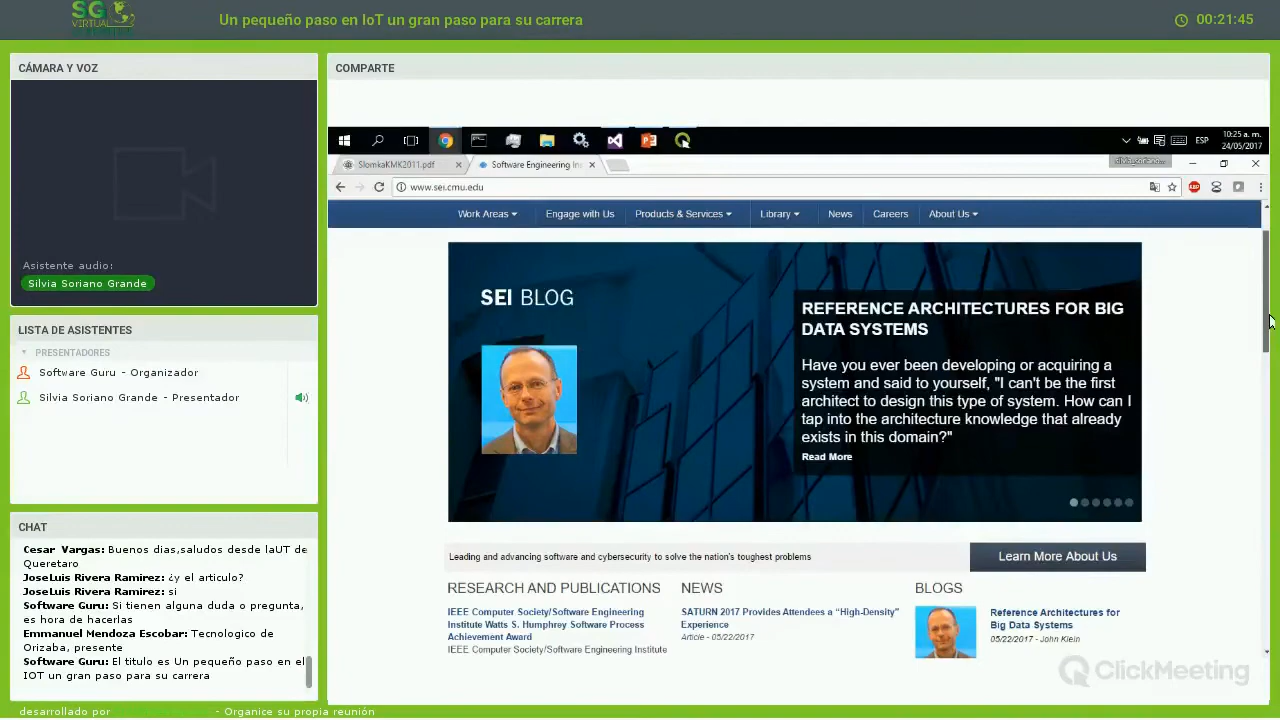 SG
VIRTUAL
Un pequeño paso en IoT un gran paso para su carrera
00:21:45
CÁMARA Y VOZ
COMPARTE
Asistente audio:
Silvia Soriano Grande
LISTA DE ASISTENTES
PRESENTADORES
Software Guru - Organizador
Silvia Soriano Grande - Presentador
CHAT
Cesar Vargas: Buenos dias,saludos desde laUT de
Queretaro
JoseLuis Rivera Ramirez: ¿y el articulo?
JoseLuis Rivera Ramirez: si
Software Guru: Si tienen alguna duda o pregunta,
es hora de hacerlas
Emmanuel Mendoza Escobar: Tecnologico de
Orizaba, presente
Software Guru: El titulo es Un pequeño paso en el
IOT un gran paso para su carrera
desarrollado por - Organice su propia reunión
ESP
10:25 a. m.
24/05/2017
SlomkaKMK2011.pdf
Software Engineering In
www.sei.cmu.edu
Work Areas
Engage with Us
Products & Services
Library
News
Careers
About Us
SEI BLOG
REFERENCE ARCHITECTURES FOR BIG
DATA SYSTEMS
Have you ever been developing or acquiring a
system and said to yourself, "I can't be the first
architect to design this type of system. How can I
tap into the architecture knowledge that already
exists in this domain?"
Read More
Leading and advancing software and cybersecurity to solve the nation's toughest problems
Learn More About Us
RESEARCH AND PUBLICATIONS
IEEE Computer Society/Software Engineering
Institute Watts S. Humphrey Software Process
Achievement Award
IEEE Computer Society/Software Engineering Institute
NEWS
SATURN 2017 Provides Attendees a “High-Density”
Experience
Article - 05/22/2017
BLOGS
Reference Architectures for
Big Data Systems
05/22/2017 - John Klein
ClickMeeting